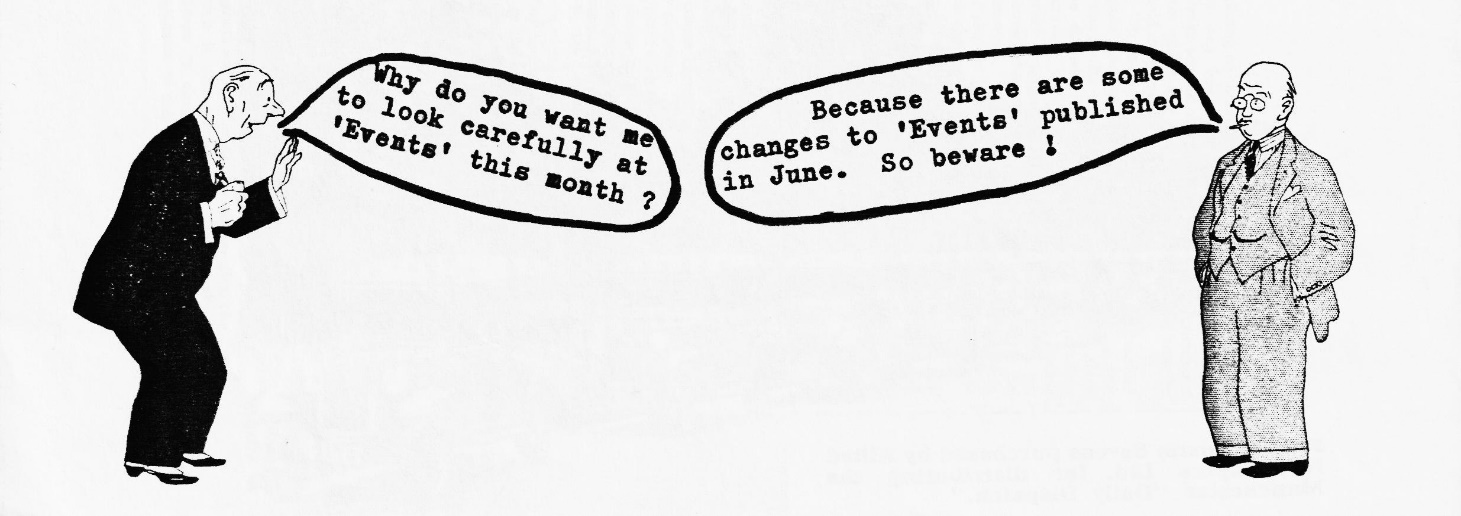 Why do you want me
to look carefully at
'Events' this month ?
Because there are some
changes to 'Events' published
in June. So beware !